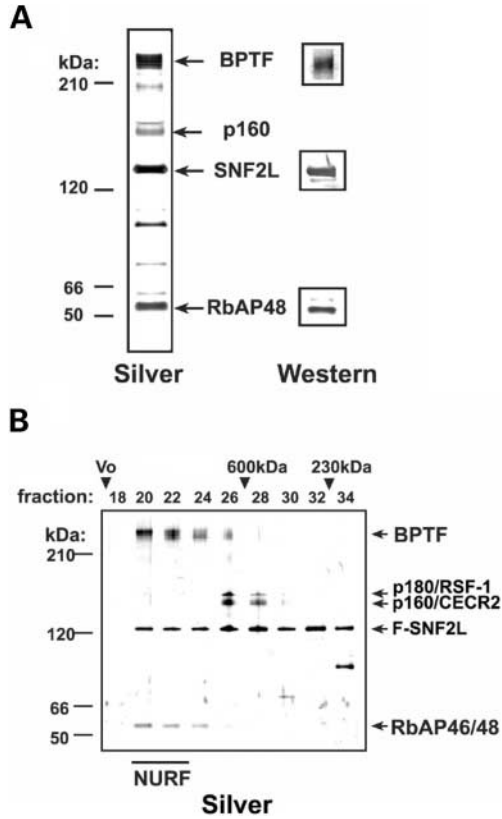 A
kDa:
BPTF
210
p160
SNF2L
120
66
RbAP48
50
Silver Western
B
Vo 600kDa 230kDa
fraction: 18 20 22 24 26 28 30 32 34
kDa:
BPTF
210
p180/RSF-1
p160/CECR2
120
F-SNF2L
66
RbAP46/48
50
NURF
Silver